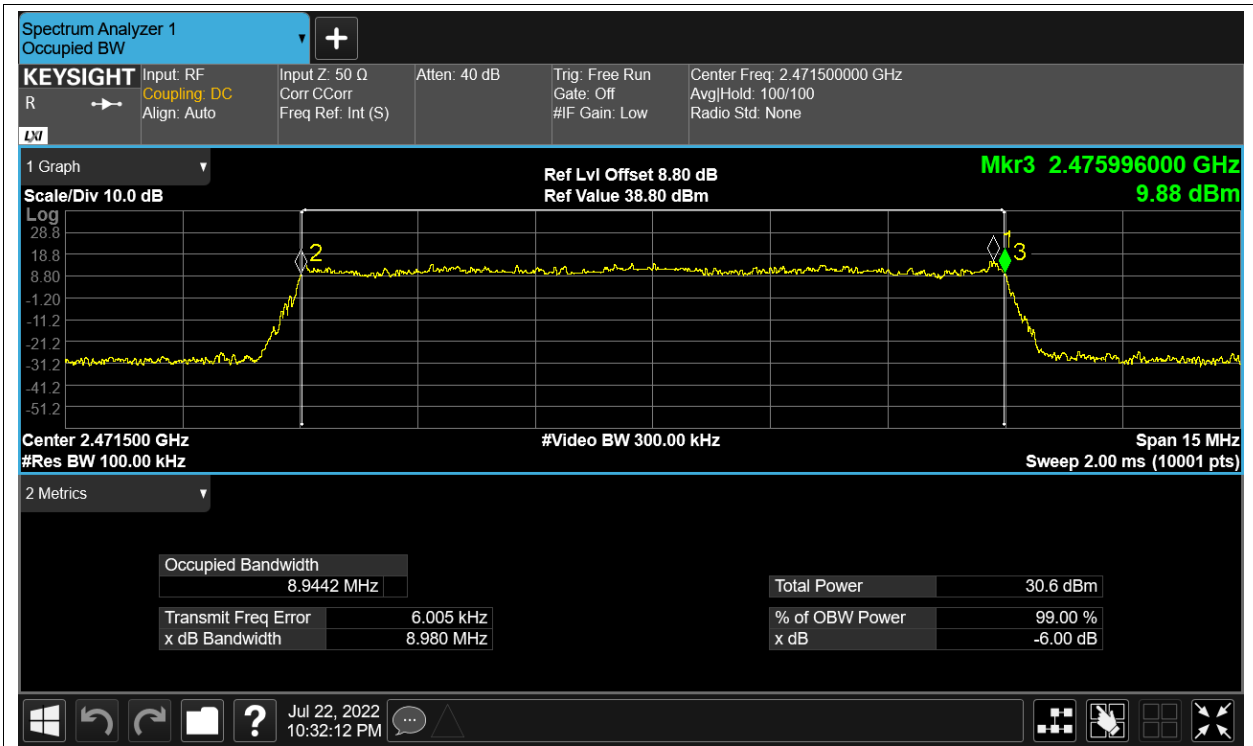 Spectrum Analyzer 1
Occupied BW
KEYSIGHT
R
LXI
Input: RF
Coupling: DC
Align: Auto
Input Z: 50 Ω
Corr CCorr
Freq Ref: Int (S)
Atten: 40 dB
Trig: Free Run
Gate: Off
#IF Gain: Low
Center Freq: 2.471500000 GHz
Avg|Hold: 100/100
Radio Std: None
1 Graph
Scale/Div 10.0 dB
Ref Lvl Offset 8.80 dB
Ref Value 38.80 dBm
Mkr3 2.475996000 GHz
9.88 dBm
Log
28.8
18.8
8.80
-1.20
-11.2
-21.2
-31.2
-41.2
-51.2
2
1
3
Center 2.471500 GHz
#Res BW 100.00 kHz
#Video BW 300.00 kHz
Span 15 MHz
Sweep 2.00 ms (10001 pts)
2 Metrics
Occupied Bandwidth
8.9442 MHz
Transmit Freq Error 6.005 kHz
x dB Bandwidth 8.980 MHz
Total Power 30.6 dBm
% of OBW Power 99.00 %
x dB -6.00 dB
?
Jul 22, 2022
10:32:12 PM